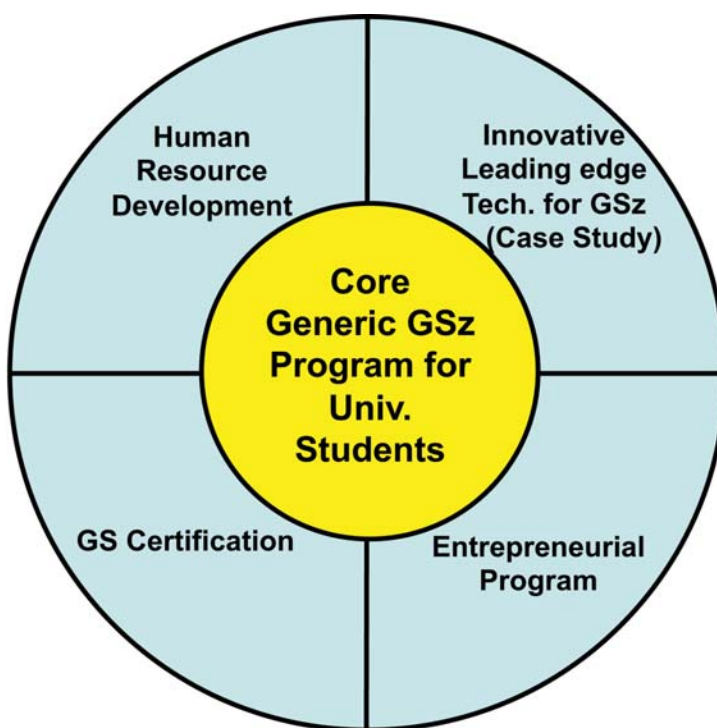 Human
Resource
Development
Innovative
Leading edge
Tech. for GSz
(Case Study)
Core
Generic GSz
Program for
Univ.
Students
GS Certification
Entrepreneurial
Program